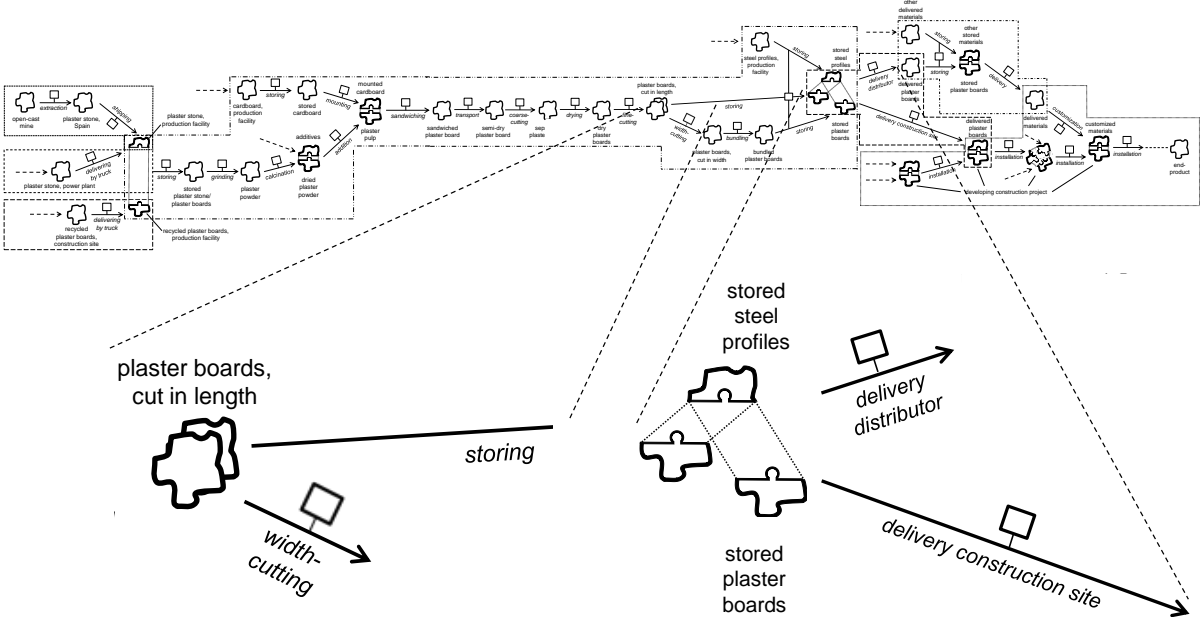 other
delivered
materials
storing
steel profiles,
production
facility
stored
steel
profiles
other
stored
materials
delivery
distributor
delivered
plaster
boards
storing
stored
plaster boards
delivery
open-cast
mine
extraction
plaster stone,
Spain
shipping
plaster stone,
production facility
cardboard,
production
facility
storing
stored
cardboard
mounting
mounted
cardboard
plaster
pulp
additives
addition
sandwiching
sandwiched
plaster board
transport
semi-dry
plaster board
coarse-
cutting
sep
plaste
drying
dry
plaster
boards
cutting
plaster boards,
cut in length
storing
width-
cutting
plaster boards,
cut in width
bundling
bundled
plaster boards
storing
stored
plaster
boards
delivery construction site
delivered
plaster
boards
delivered
materials
customization
customized
materials
installation
installation
installation
installation
end-
product
developing construction project
plaster stone, power plant
delivering
by truck
storing
stored
plaster stone/
plaster boards
grinding
plaster
powder
calcination
dried
plaster
powder
recycled
plaster boards,
construction site
delivering
by truck
recycled plaster boards,
production facility
plaster boards,
cut in length
storing
width-
cutting
stored
steel
profiles
stored
plaster
boards
delivery
distributor
delivery construction site